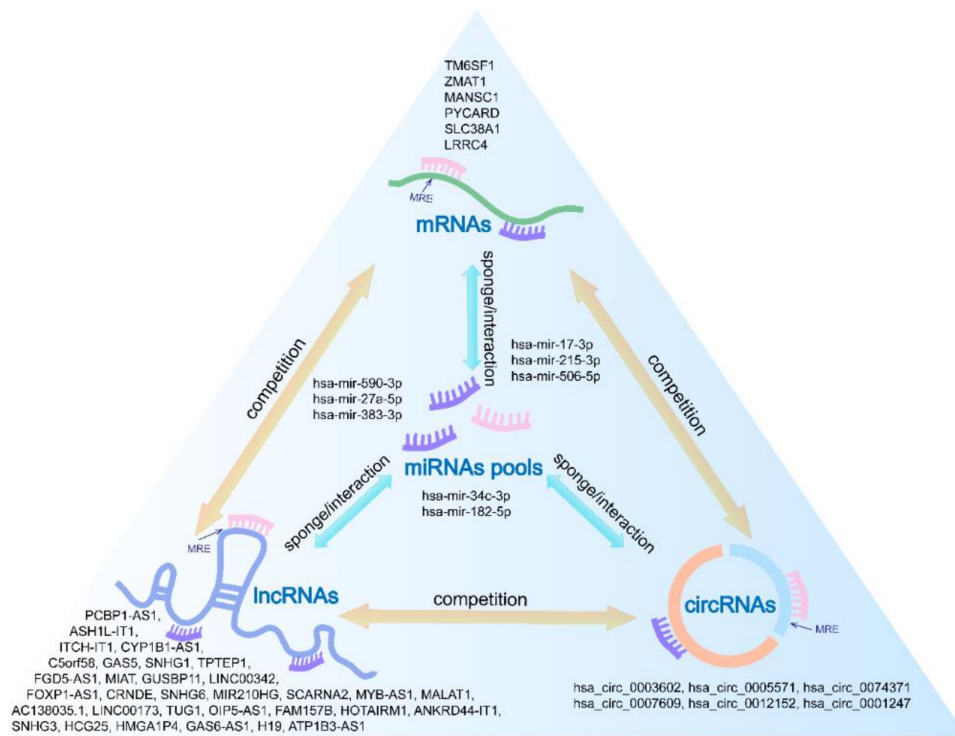 TM6SF1
ZMAT1
MANSC1
PYCARD
SLC38A1
LRRC4
MRE
mRNAs
sponge/interaction
competition
competition
hsa-mir-17-3p
hsa-mir-215-3p
hsa-mir-506-5p
hsa-mir-590-3p
hsa-mir-27a-5p
hsa-mir-383-3p
miRNAs pools
hsa-mir-34c-3p
hsa-mir-182-5p
sponge/interaction
sponge/interaction
MRE
lncRNAs
competition
circRNAs
MRE
PCBP1-AS1,
ASH1L-IT1,
ITCH-IT1, CYP1B1-AS1,
C5orf58, GAS5, SNHG1, TPTEP1,
FGD5-AS1, MIAT, GUSBP11, LINC00342,
FOXP1-AS1, CRNDE, SNHG6, MIR210HG, SCARNA2, MYB-AS1, MALAT1,
AC138035.1, LINC00173, TUG1, OIP5-AS1, FAM157B, HOTAIRM1, ANKRD44-IT1,
SNHG3, HCG25, HMGA1P4, GAS6-AS1, H19, ATP1B3-AS1
hsa_circ_0003602, hsa_circ_0005571, hsa_circ_0074371
hsa_circ_0007609, hsa_circ_0012152, hsa_circ_0001247